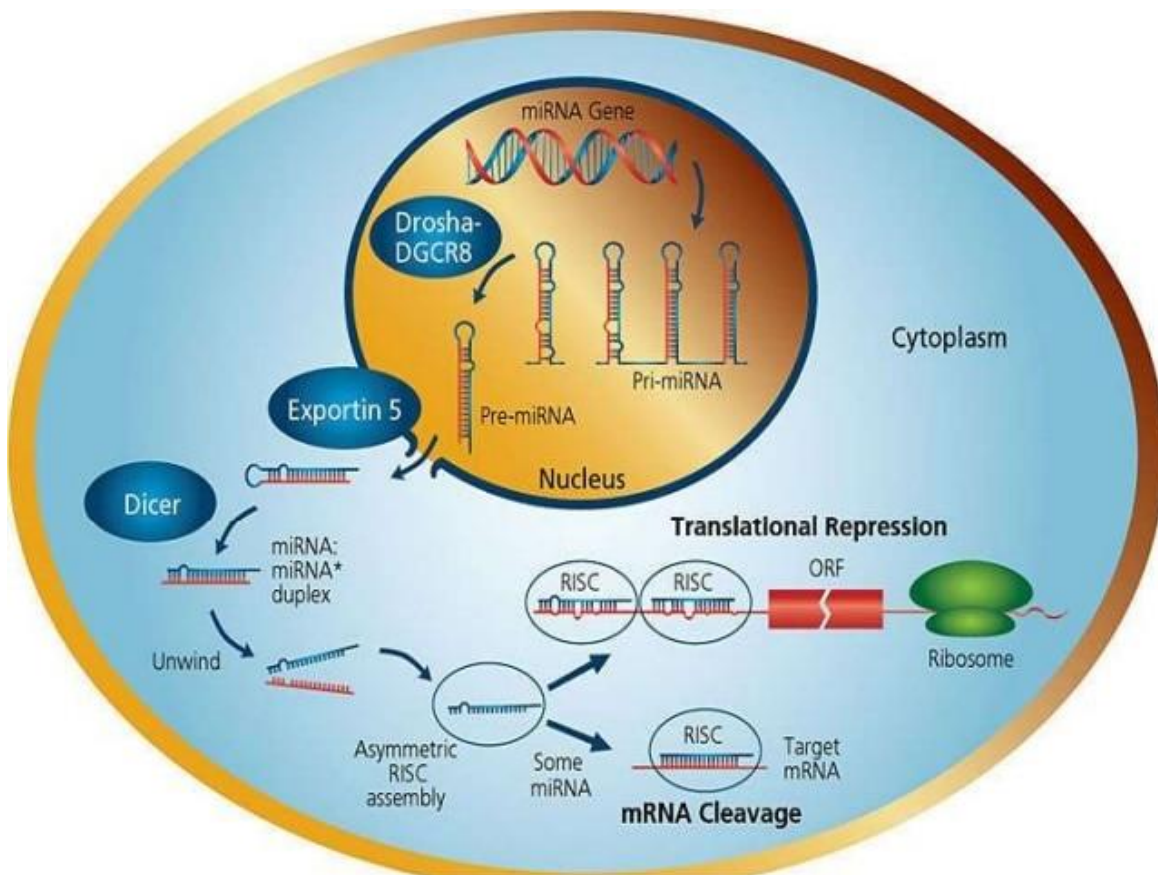 miRNA Gene
Drosha-
DGCR8
Pri-miRNA
Cytoplasm
Exportin 5
Pre-miRNA
Nucleus
Dicer
miRNA:
miRNA*
duplex
Unwind
Asymmetric
RISC
assembly
Translational Repression
RISC
RISC
ORF
Ribosome
Some
miRNA
RISC
Target
mRNA
mRNA Cleavage